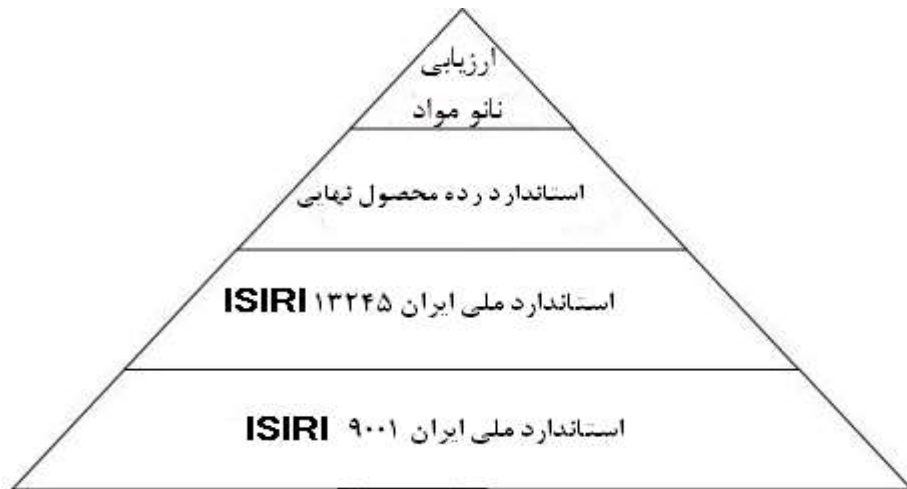 ارزیابی
نانو مواد
استاندارد رده محصول نهایی
استاندارد ملی ایران ISIRI ۱۳۲۴۵
استاندارد ملی ایران ISIRI ۹۰۰۱